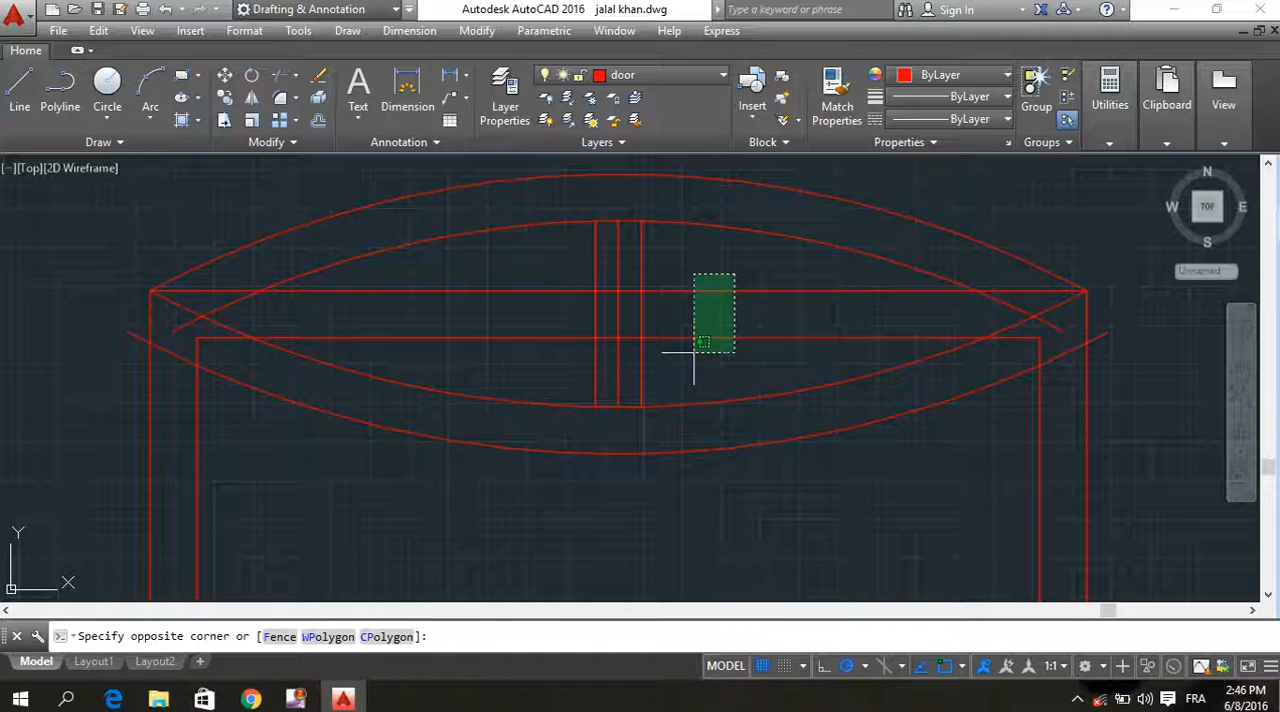 Drafting & Annotation
Autodesk AutoCAD 2016 jalal khan.dwg
Type a keyword or phrase
Sign In
File Edit View Insert Format Tools Draw Dimension Modify Parametric Window Help Express
Home
Line Polyline Circle Arc
Text Dimension
Layer Properties
door
Insert
Match Properties
ByLayer
ByLayer
ByLayer
Group
Utilities
Clipboard
View
Draw Modify Annotation Layers Block Properties Groups
[−][Top][2D Wireframe]
N
W TOP E
S
Unnamed
Y
X
Specify opposite corner or [Fence WPolygon CPolygon]:
Model Layout1 Layout2 +
MODEL 1:1
FRA
2:46 PM
6/8/2016